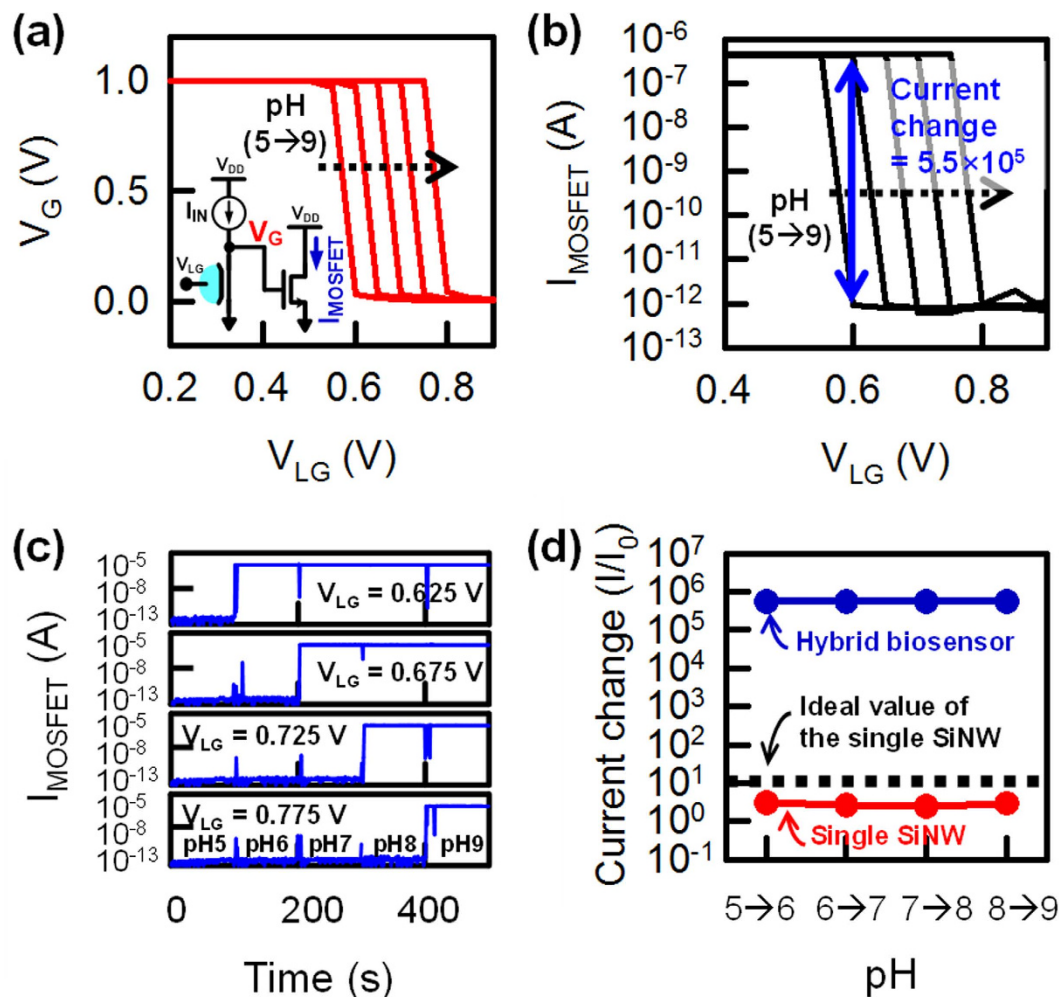 (a)
V_G (V)
1.0
0.5
0.0
pH
(5→9)
V_DD
I_IN
V_G
V_DD
V_LG
I_MOSFET
0.2 0.4 0.6 0.8
V_LG (V)
(b)
I_MOSFET (A)
10^-6
10^-7
10^-8
10^-9
10^-10
10^-11
10^-12
10^-13
Current
change
= 5.5×10^5
pH
(5→9)
0.4 0.6 0.8
V_LG (V)
(c)
I_MOSFET (A)
10^-5
10^-8
10^-13
V_LG = 0.625 V
10^-5
10^-8
10^-13
V_LG = 0.675 V
10^-5
10^-8
10^-13
V_LG = 0.725 V
10^-5
10^-8
10^-13
V_LG = 0.775 V
pH5 pH6 pH7 pH8 pH9
0 200 400
Time (s)
(d)
Current change (I/I_0)
10^7
10^6
10^5
10^4
10^3
10^2
10^1
10^0
10^-1
Hybrid biosensor
Ideal value of
the single SiNW
Single SiNW
5→6 6→7 7→8 8→9
pH